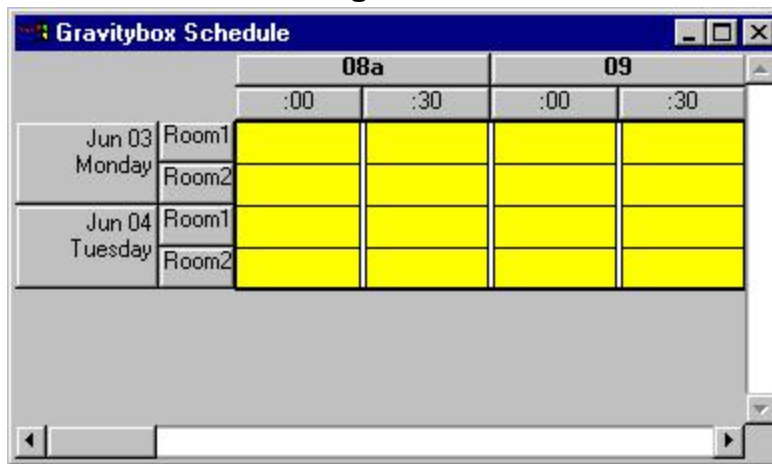 Gravitybox Schedule
08a 09
:00 :30 :00 :30
Jun 03 Room1
Monday Room2
Jun 04 Room1
Tuesday Room2